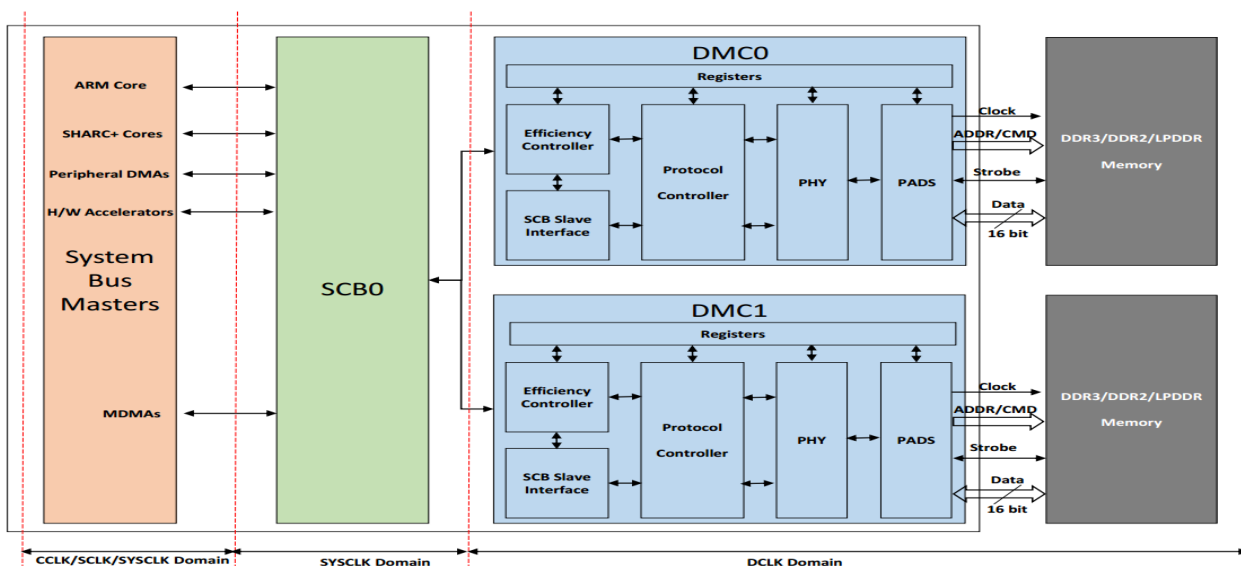 ARM Core
SHARC+ Cores
Peripheral DMAs
H/W Accelerators
System
Bus
Masters
MDMAs
SCB0
DMC0
Registers
Efficiency
Controller
SCB Slave
Interface
Protocol
Controller
PHY
PADS
Clock
ADDR/CMD
Strobe
Data
16 bit
DDR3/DDR2/LPDDR
Memory
DMC1
Registers
Efficiency
Controller
SCB Slave
Interface
Protocol
Controller
PHY
PADS
Clock
ADDR/CMD
Strobe
Data
16 bit
DDR3/DDR2/LPDDR
Memory
CCLK/SCLK/SYSCLK Domain
SYSCLK Domain
DCLK Domain